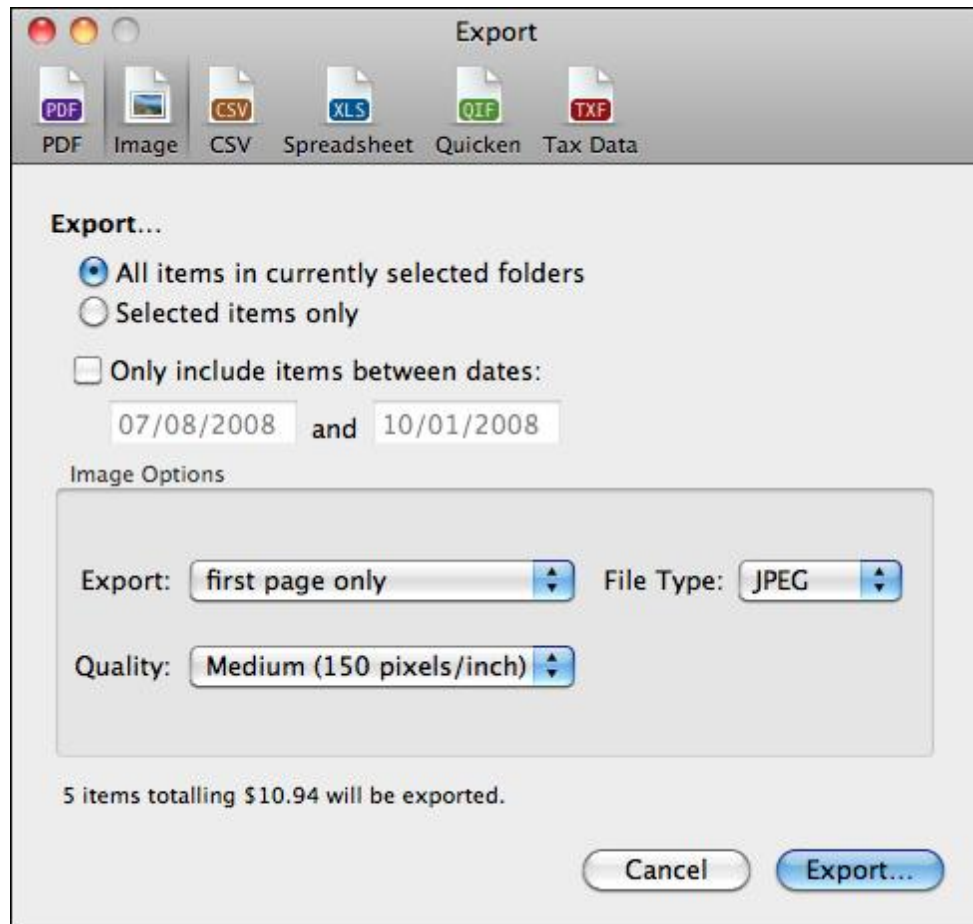 Export
PDF CSV XLS QIF TXF
PDF Image CSV Spreadsheet Quicken Tax Data
Export...
All items in currently selected folders
Selected items only
Only include items between dates:
07/08/2008 and 10/01/2008
Image Options
Export: first page only File Type: JPEG
Quality: Medium (150 pixels/inch)
5 items totalling $10.94 will be exported.
Cancel Export...